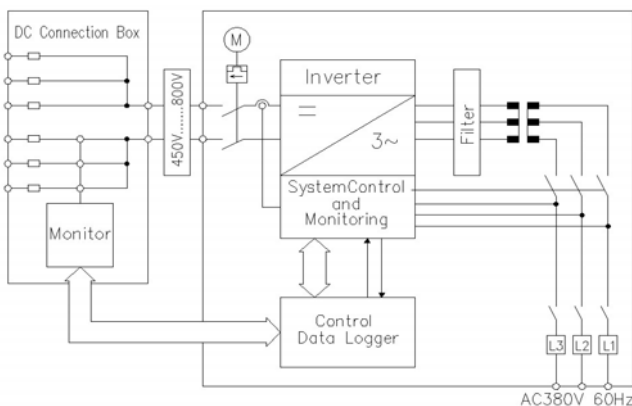 DC Connection Box
M
Inverter
450V.......800V
3~
Filter
SystemControl
and
Monitoring
Monitor
Control
Data Logger
L3 L2 L1
AC380V 60Hz